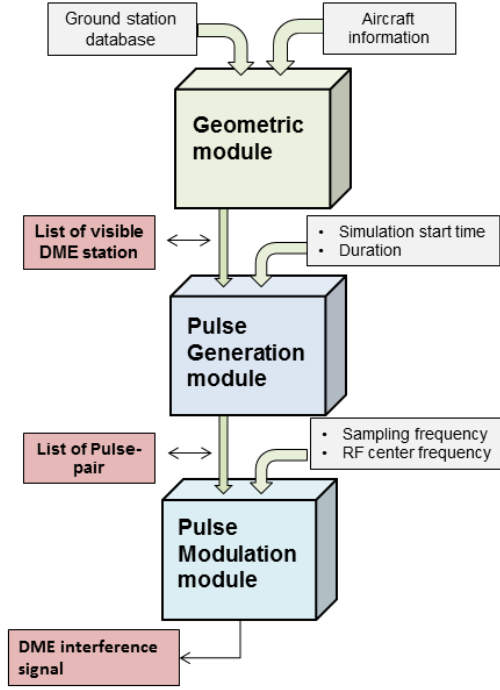 Ground station
database
Aircraft
information
Geometric
module
List of visible
DME station
• Simulation start time
• Duration
Pulse
Generation
module
List of Pulse-
pair
• Sampling frequency
• RF center frequency
Pulse
Modulation
module
DME interference
signal